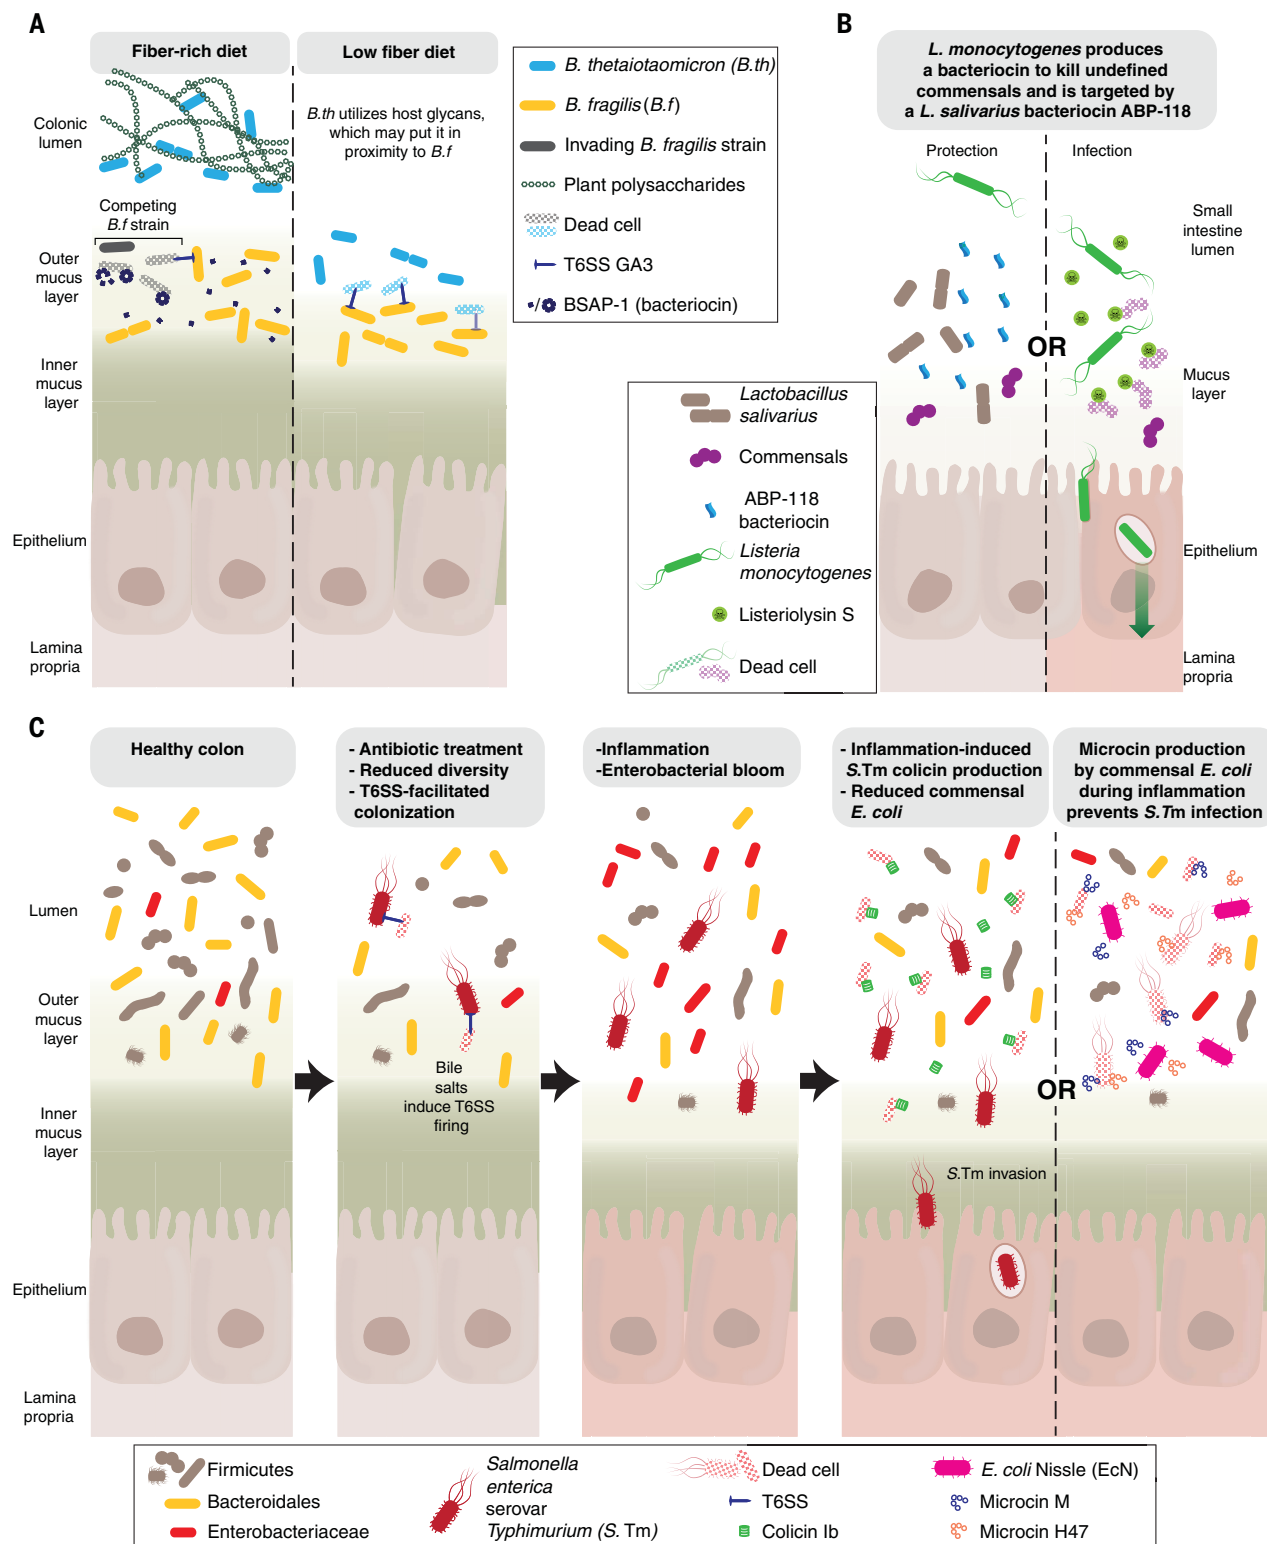 A
Fiber-rich diet
Low fiber diet
Colonic
lumen
B.th utilizes host glycans,
which may put it in
proximity to B.f
Competing
B.f strain
Outer
mucus
layer
Inner
mucus
layer
Epithelium
Lamina
propria
B. thetaiotaomicron (B.th)
B. fragilis (B.f)
Invading B. fragilis strain
Plant polysaccharides
Dead cell
T6SS GA3
/ BSAP-1 (bacteriocin)
B
L. monocytogenes produces
a bacteriocin to kill undefined
commensals and is targeted by
a L. salivarius bacteriocin ABP-118
Protection
Infection
Small
intestine
lumen
OR
Mucus
layer
Epithelium
Lamina
propria
Lactobacillus
salivarius
Commensals
ABP-118
bacteriocin
Listeria
monocytogenes
Listeriolysin S
Dead cell
C
Healthy colon
- Antibiotic treatment
- Reduced diversity
- T6SS-facilitated
colonization
-Inflammation
-Enterobacterial bloom
- Inflammation-induced
S.Tm colicin production
- Reduced commensal
E. coli
Microcin production
by commensal E. coli
during inflammation
prevents S.Tm infection
Lumen
Outer
mucus
layer
Bile
salts
induce T6SS
firing
OR
Inner
mucus
layer
S.Tm invasion
Epithelium
Lamina
propria
Firmicutes
Bacteroidales
Enterobacteriaceae
Salmonella
enterica
serovar
Typhimurium (S. Tm)
Dead cell
T6SS
Colicin Ib
E. coli Nissle (EcN)
Microcin M
Microcin H47